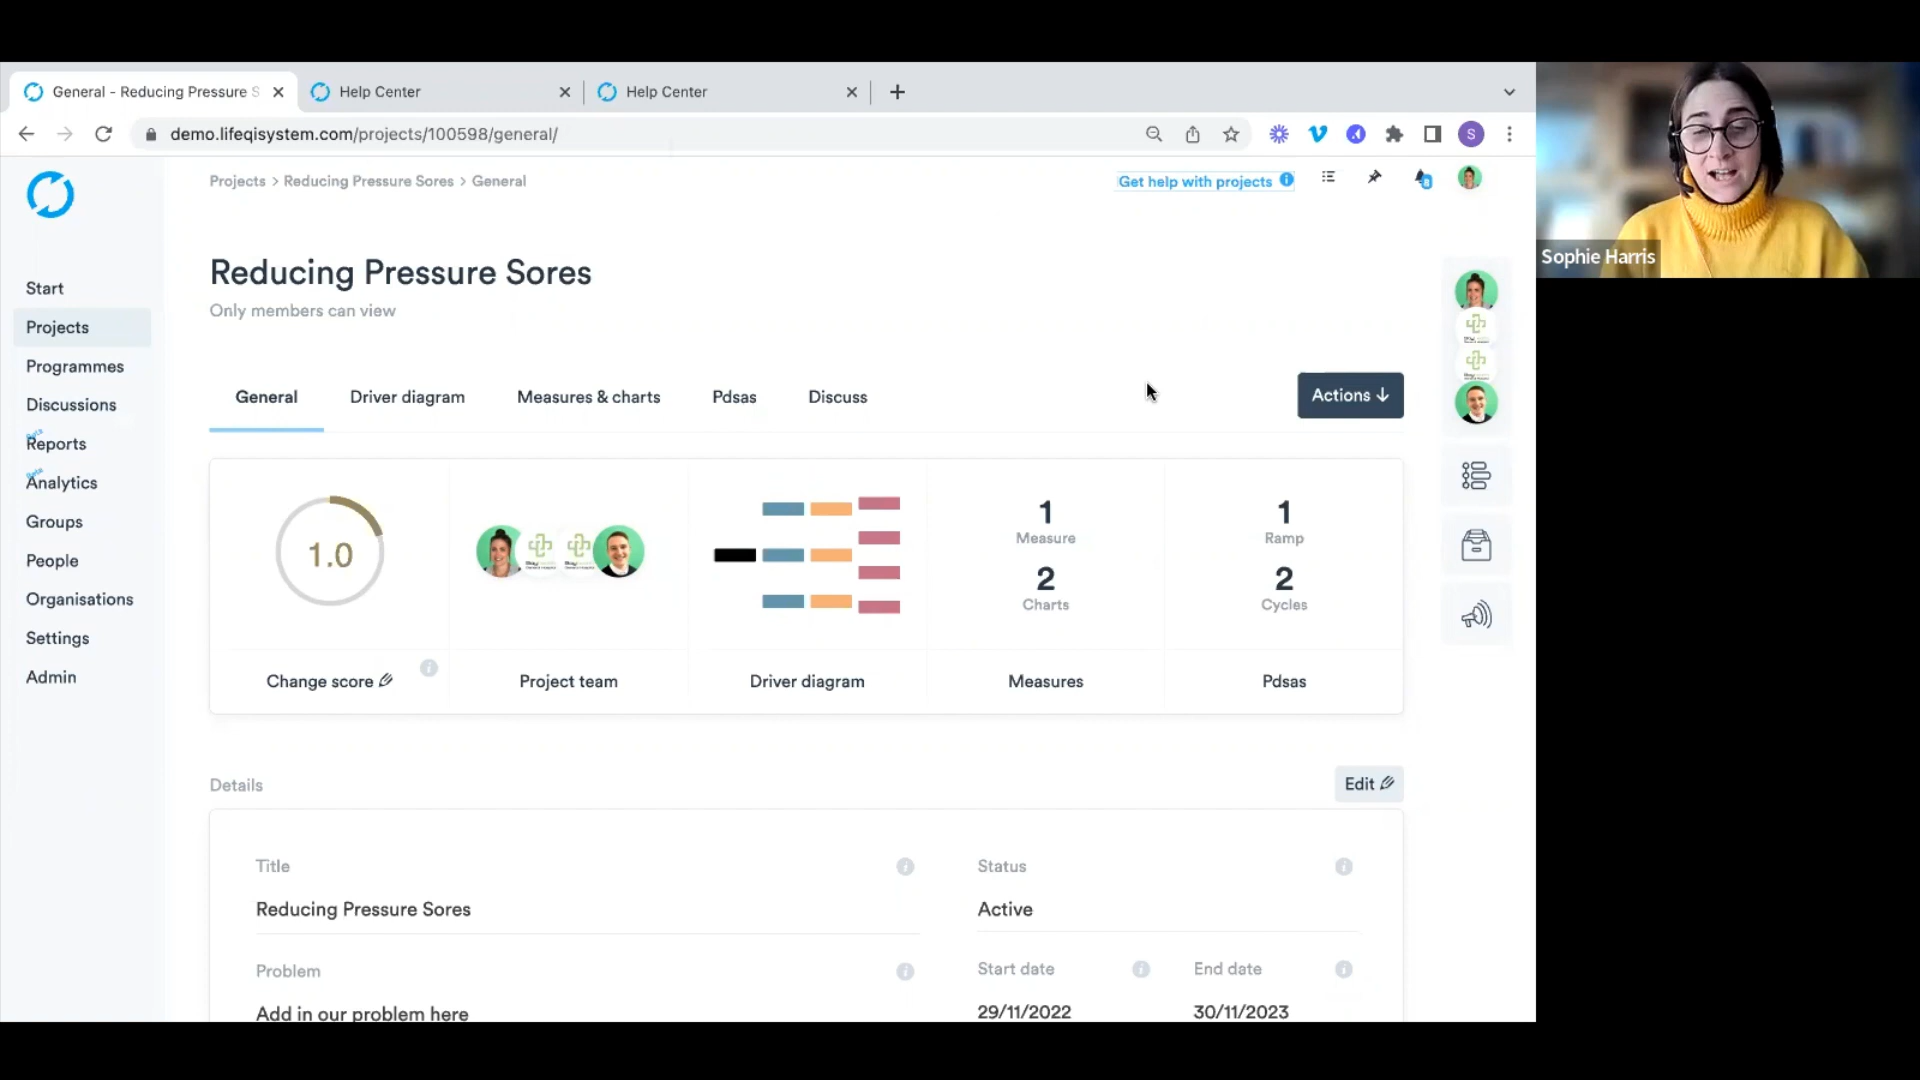 General - Reducing Pressure S
Help Center
Help Center
demo.lifeqisystem.com/projects/100598/general/
S
Projects > Reducing Pressure Sores > General
Get help with projects
8
Sophie Harris
Reducing Pressure Sores
Only members can view
Start
Projects
Programmes
Discussions
Beta
Reports
Beta
Analytics
Groups
People
Organisations
Settings
Admin
General
Driver diagram
Measures & charts
Pdsas
Discuss
Actions ↓
1.0
1
Measure
2
Charts
1
Ramp
2
Cycles
Change score
Project team
Driver diagram
Measures
Pdsas
Details
Edit
Title
Reducing Pressure Sores
Status
Active
Problem
Add in our problem here
Start date
29/11/2022
End date
30/11/2023